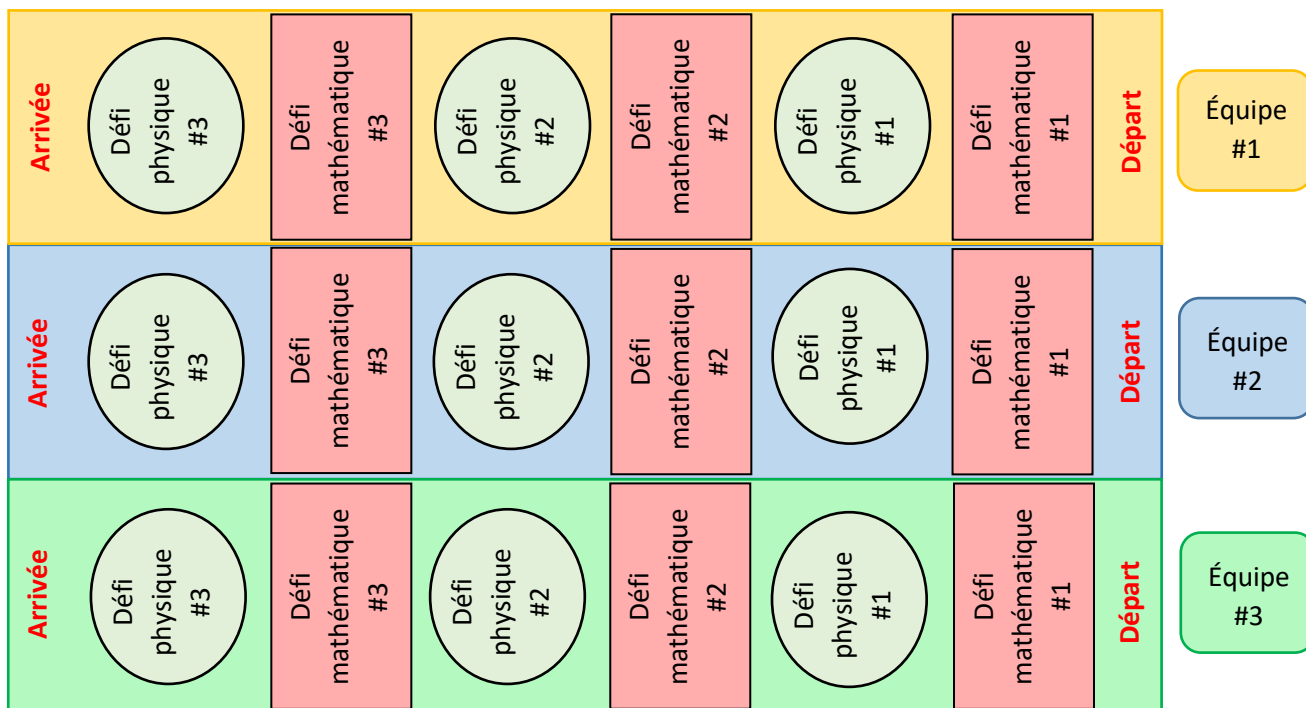 Arrivée
Défi
physique
#3
Défi
mathématique
#3
Défi
physique
#2
Défi
mathématique
#2
Défi
physique
#1
Défi
mathématique
#1
Départ
Équipe
#1
Arrivée
Défi
physique
#3
Défi
mathématique
#3
Défi
physique
#2
Défi
mathématique
#2
Défi
physique
#1
Défi
mathématique
#1
Départ
Équipe
#2
Arrivée
Défi
physique
#3
Défi
mathématique
#3
Défi
physique
#2
Défi
mathématique
#2
Défi
physique
#1
Défi
mathématique
#1
Départ
Équipe
#3